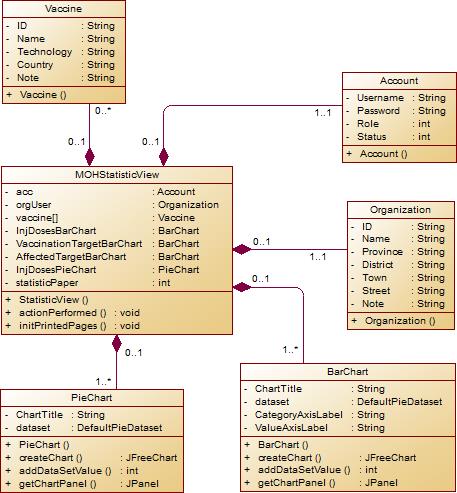 Vaccine
- ID : String
- Name : String
- Technology : String
- Country : String
- Note : String
+ Vaccine ()
0..*
0..1
Account
- Username : String
- Password : String
- Role : int
- Status : int
+ Account ()
1..1
0..1
MOHStatisticView
- acc : Account
- orgUser : Organization
- vaccine[] : Vaccine
- InjDosesBarChart : BarChart
- VaccinationTargetBarChart : BarChart
- AffectedTargetBarChart : BarChart
- InjDosesPieChart : PieChart
- statisticPaper : int
+ StatisticView ()
+ actionPerformed () : void
+ initPrintedPages () : void
0..1
1..1
Organization
- ID : String
- Name : String
- Province : String
- District : String
- Town : String
- Street : String
- Note : String
+ Organization ()
0..1
1..*
0..1
1..*
PieChart
- ChartTitle : String
- dataset : DefaultPieDataset
+ PieChart ()
+ createChart () : JFreeChart
+ addDataSetValue () : int
+ getChartPanel () : JPanel
BarChart
- ChartTitle : String
- dataset : DefaultPieDataset
- CategoryAxisLabel : String
- ValueAxisLabel : String
+ BarChart ()
+ createChart () : JFreeChart
+ addDataSetValue () : int
+ getChartPanel () : JPanel